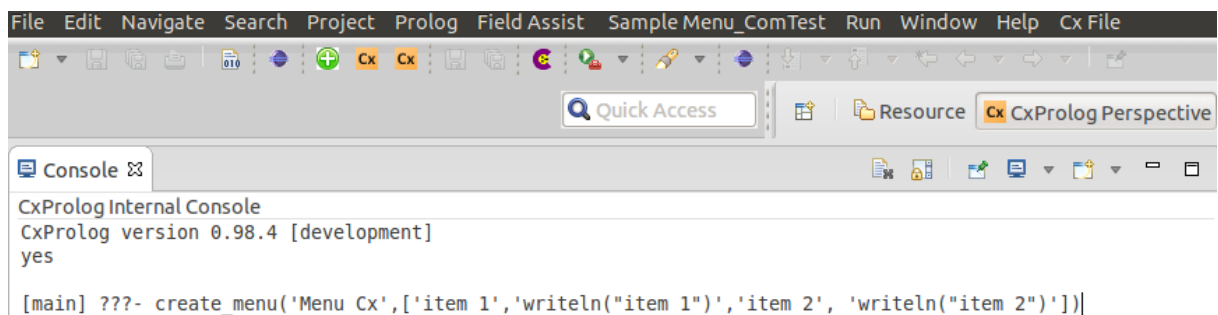 File Edit Navigate Search Project Prolog Field Assist Sample Menu_ComTest Run Window Help Cx File
010 Cx Cx C
Quick Access Resource Cx CxProlog Perspective
Console
CxProlog Internal Console
CxProlog version 0.98.4 [development]
yes
[main] ???- create_menu('Menu Cx',['item 1','writeln("item 1")','item 2', 'writeln("item 2")'])